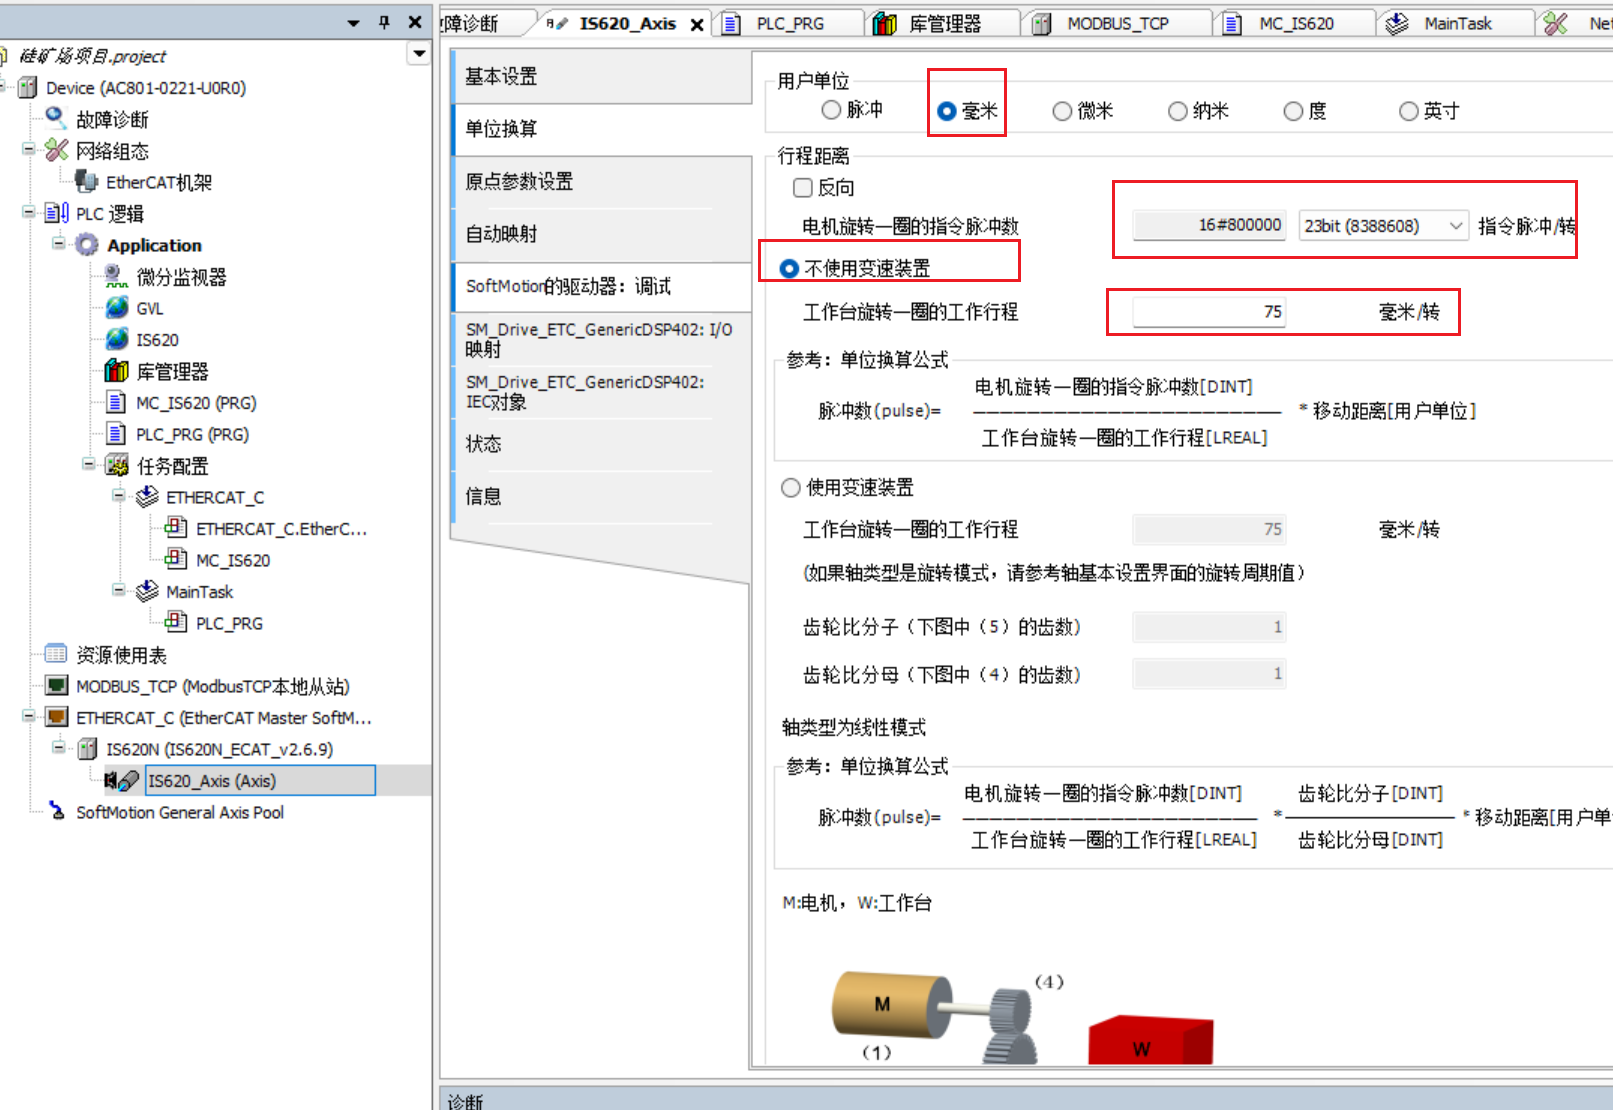 障诊断
IS620_Axis
PLC_PRG
库管理器
MODBUS_TCP
MC_IS620
MainTask
Net
硅矿场项目.project
Device (AC801-0221-U0R0)
故障诊断
网络组态
EtherCAT机架
PLC 逻辑
Application
微分监视器
GVL
IS620
库管理器
MC_IS620 (PRG)
PLC_PRG (PRG)
任务配置
ETHERCAT_C
ETHERCAT_C.EtherC...
MC_IS620
MainTask
PLC_PRG
资源使用表
MODBUS_TCP (ModbusTCP本地从站)
ETHERCAT_C (EtherCAT Master SoftM...
IS620N (IS620N_ECAT_v2.6.9)
IS620_Axis (Axis)
SoftMotion General Axis Pool
基本设置
单位换算
原点参数设置
自动映射
SoftMotion的驱动器：调试
SM_Drive_ETC_GenericDSP402: I/O
映射
SM_Drive_ETC_GenericDSP402:
IEC对象
状态
信息
用户单位
脉冲 毫米 微米 纳米 度 英寸
行程距离
反向
电机旋转一圈的指令脉冲数 16#800000 23bit (8388608) 指令脉冲/转
不使用变速装置
工作台旋转一圈的工作行程 75 毫米/转
参考：单位换算公式
电机旋转一圈的指令脉冲数[DINT]
脉冲数(pulse)= * 移动距离[用户单位]
工作台旋转一圈的工作行程[LREAL]
使用变速装置
工作台旋转一圈的工作行程 75 毫米/转
(如果轴类型是旋转模式，请参考轴基本设置界面的旋转周期值）
齿轮比分子（下图中（5）的齿数） 1
齿轮比分母（下图中（4）的齿数） 1
轴类型为线性模式
参考：单位换算公式
电机旋转一圈的指令脉冲数[DINT] 齿轮比分子[DINT]
脉冲数(pulse)= * * 移动距离[用户单
工作台旋转一圈的工作行程[LREAL] 齿轮比分母[DINT]
M:电机，W:工作台
(4)
M
(1)
W
诊断